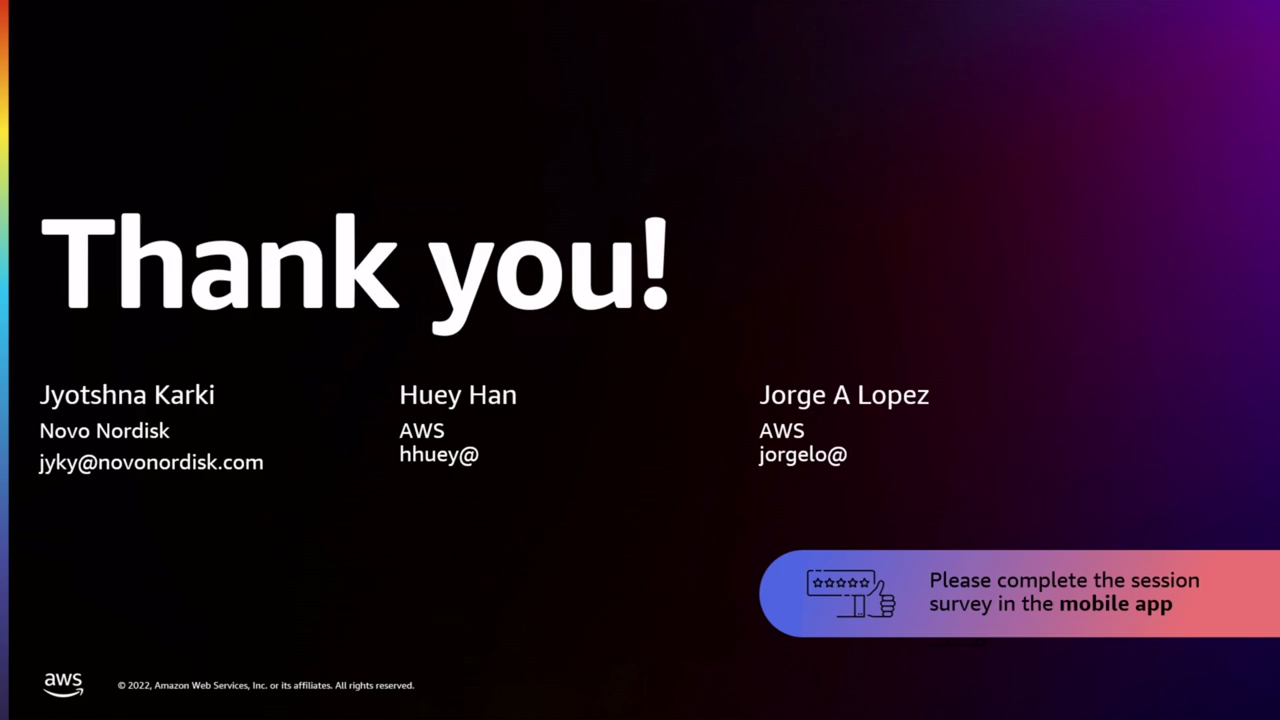 Thank you!
Jyotshna Karki
Novo Nordisk
jyky@novonordisk.com
Huey Han
AWS
hhuey@
Jorge A Lopez
AWS
jorgelo@
Please complete the session
survey in the mobile app
aws
© 2022, Amazon Web Services, Inc. or its affiliates. All rights reserved.